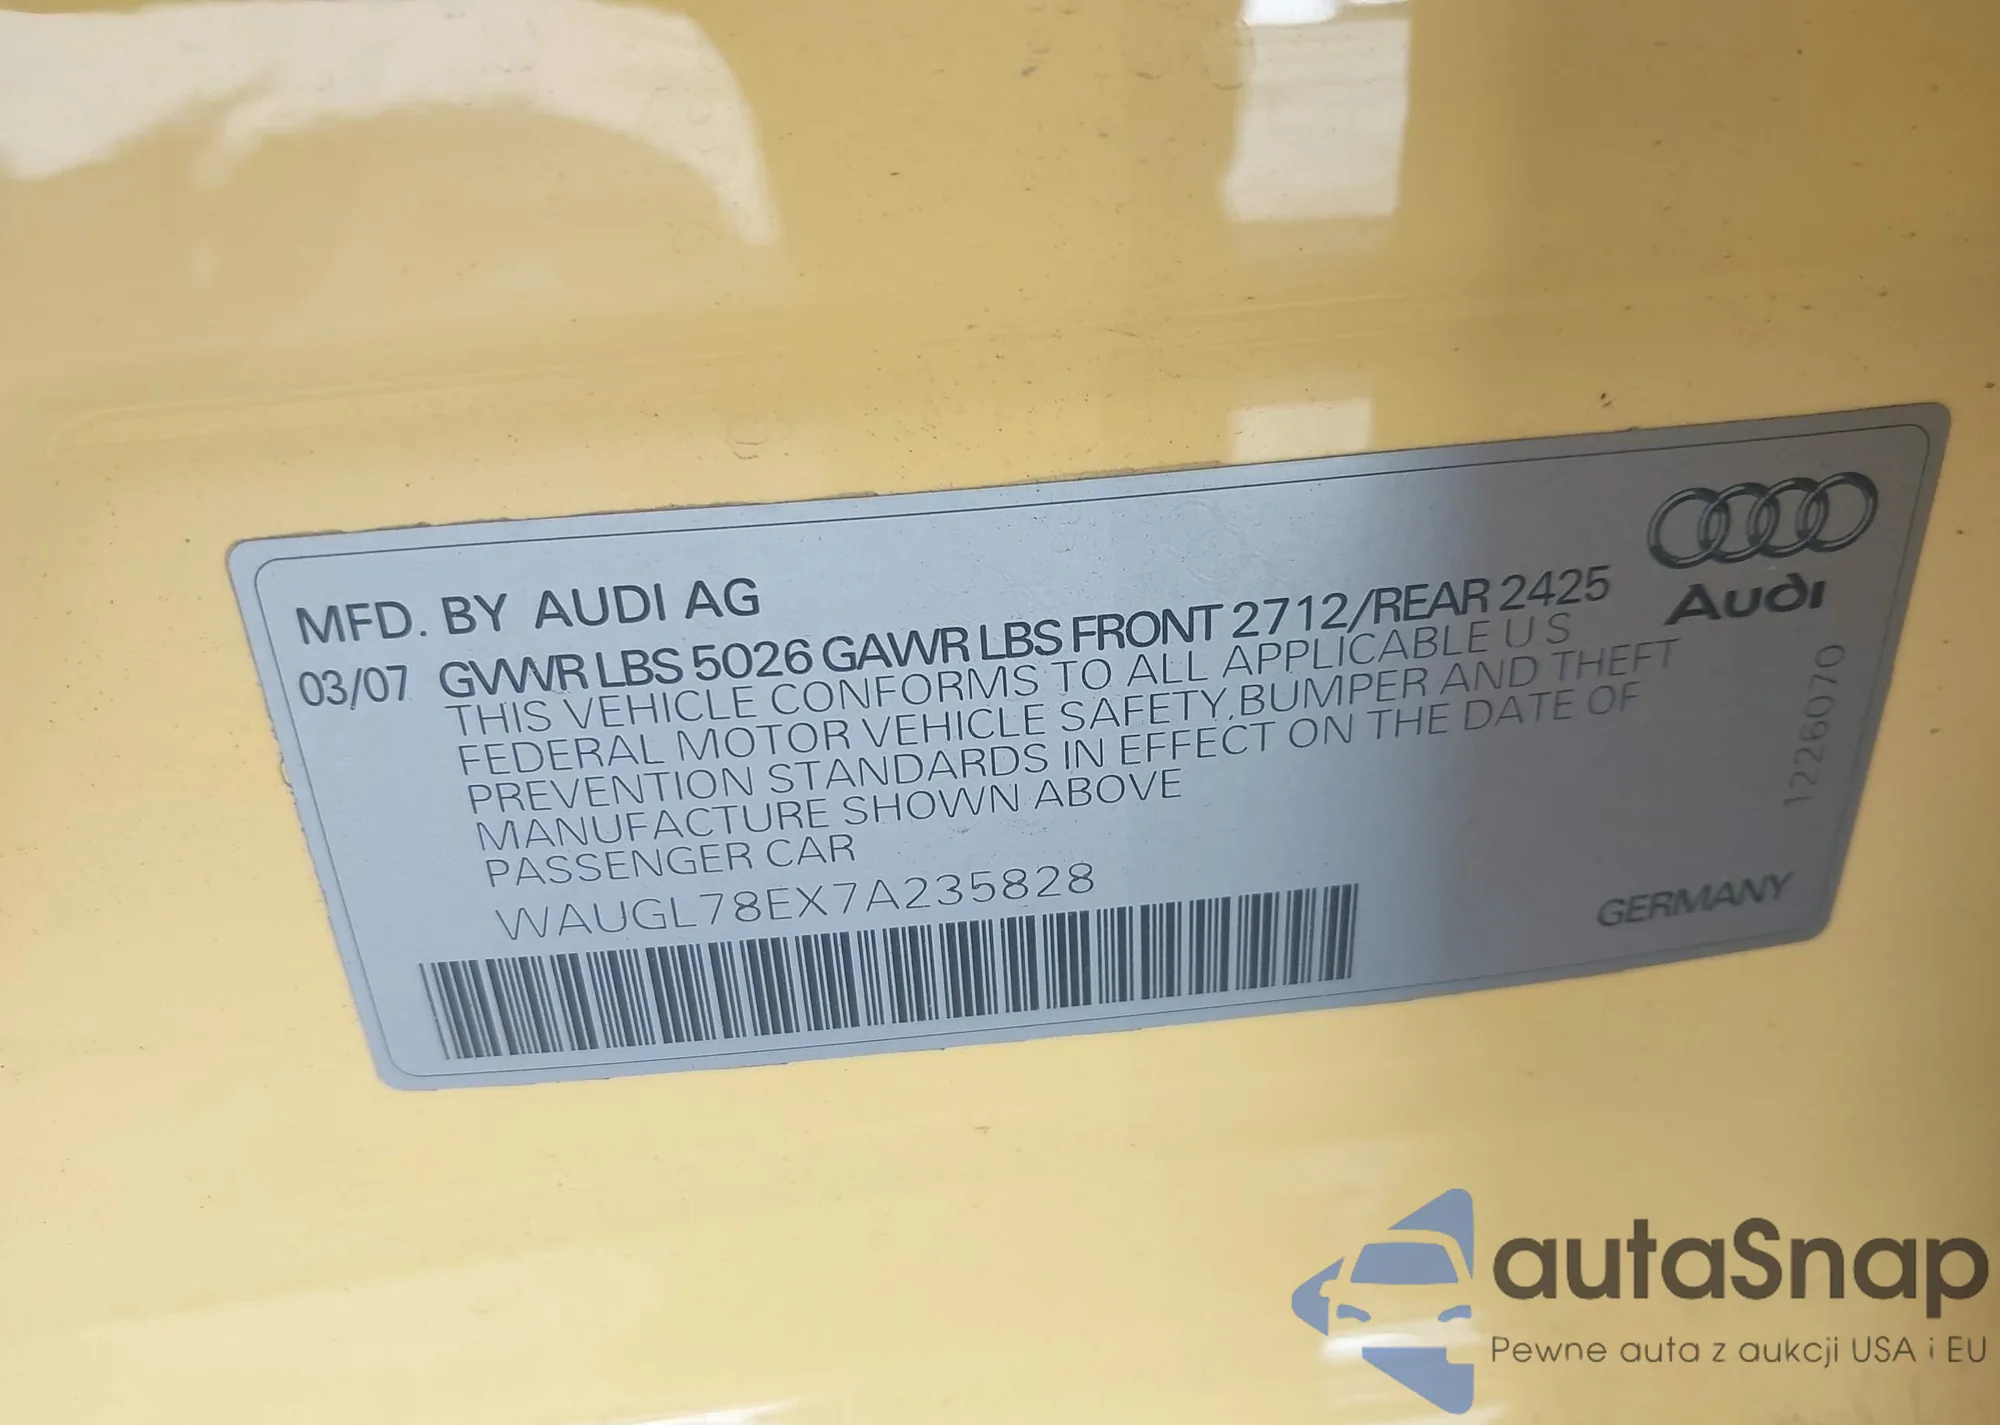 Audi
MFD. BY AUDI AG
03/07 GVWR LBS 5026 GAWR LBS FRONT 2712/REAR 2425
THIS VEHICLE CONFORMS TO ALL APPLICABLE U S
FEDERAL MOTOR VEHICLE SAFETY, BUMPER AND THEFT
PREVENTION STANDARDS IN EFFECT ON THE DATE OF
MANUFACTURE SHOWN ABOVE
PASSENGER CAR
WAUGL78EX7A235828
1226070
GERMANY
autaSnap
Pewne auta z aukcji USA i EU